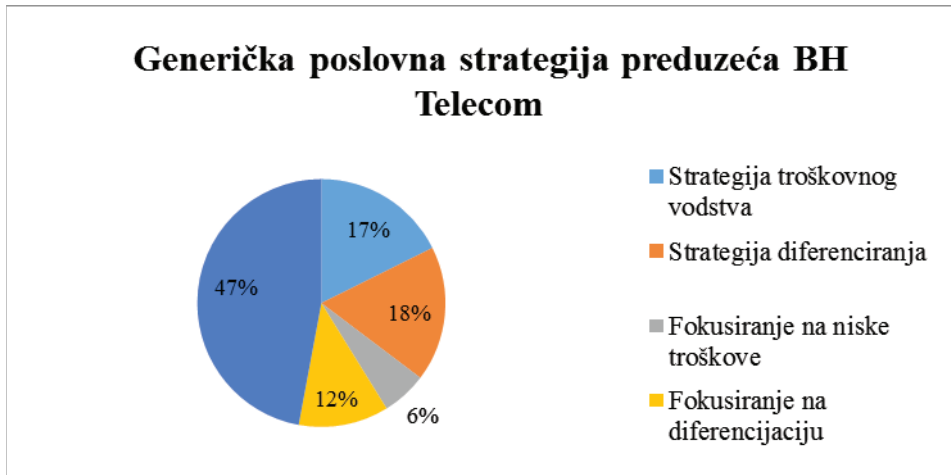 Generička poslovna strategija preduzeća BH
Telecom
17%
18%
6%
12%
47%
Strategija troškovnog
vodstva
Strategija diferenciranja
Fokusiranje na niske
troškove
Fokusiranje na
diferencijaciju